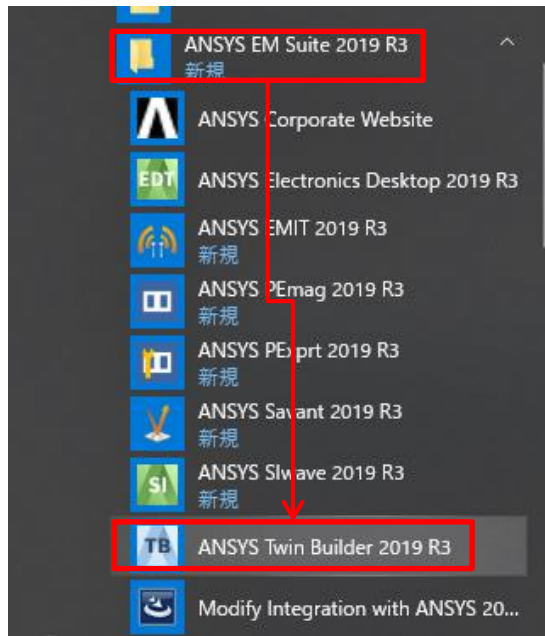 ANSYS EM Suite 2019 R3
新規
ANSYS Corporate Website
EDT
ANSYS Electronics Desktop 2019 R3
ANSYS EMIT 2019 R3
新規
ANSYS PEmag 2019 R3
新規
ANSYS PExprt 2019 R3
新規
ANSYS Savant 2019 R3
新規
SI
ANSYS SIwave 2019 R3
新規
TB
ANSYS Twin Builder 2019 R3
Modify Integration with ANSYS 20...